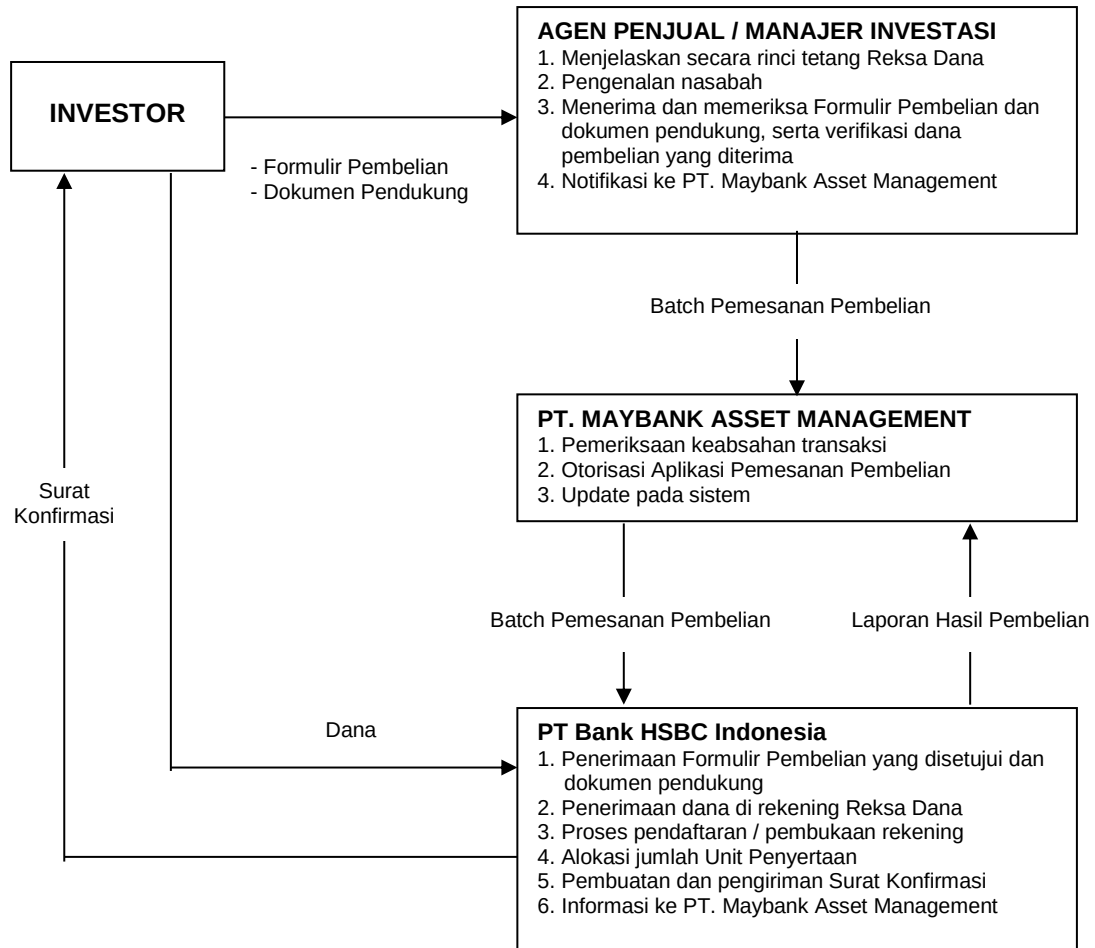 AGEN PENJUAL / MANAJER INVESTASI
1. Menjelaskan secara rinci tetang Reksa Dana
2. Pengenalan nasabah
3. Menerima dan memeriksa Formulir Pembelian dan
dokumen pendukung, serta verifikasi dana
pembelian yang diterima
4. Notifikasi ke PT. Maybank Asset Management
INVESTOR
- Formulir Pembelian
- Dokumen Pendukung
Batch Pemesanan Pembelian
PT. MAYBANK ASSET MANAGEMENT
1. Pemeriksaan keabsahan transaksi
2. Otorisasi Aplikasi Pemesanan Pembelian
3. Update pada sistem
Surat
Konfirmasi
Batch Pemesanan Pembelian
Laporan Hasil Pembelian
Dana
PT Bank HSBC Indonesia
1. Penerimaan Formulir Pembelian yang disetujui dan
dokumen pendukung
2. Penerimaan dana di rekening Reksa Dana
3. Proses pendaftaran / pembukaan rekening
4. Alokasi jumlah Unit Penyertaan
5. Pembuatan dan pengiriman Surat Konfirmasi
6. Informasi ke PT. Maybank Asset Management